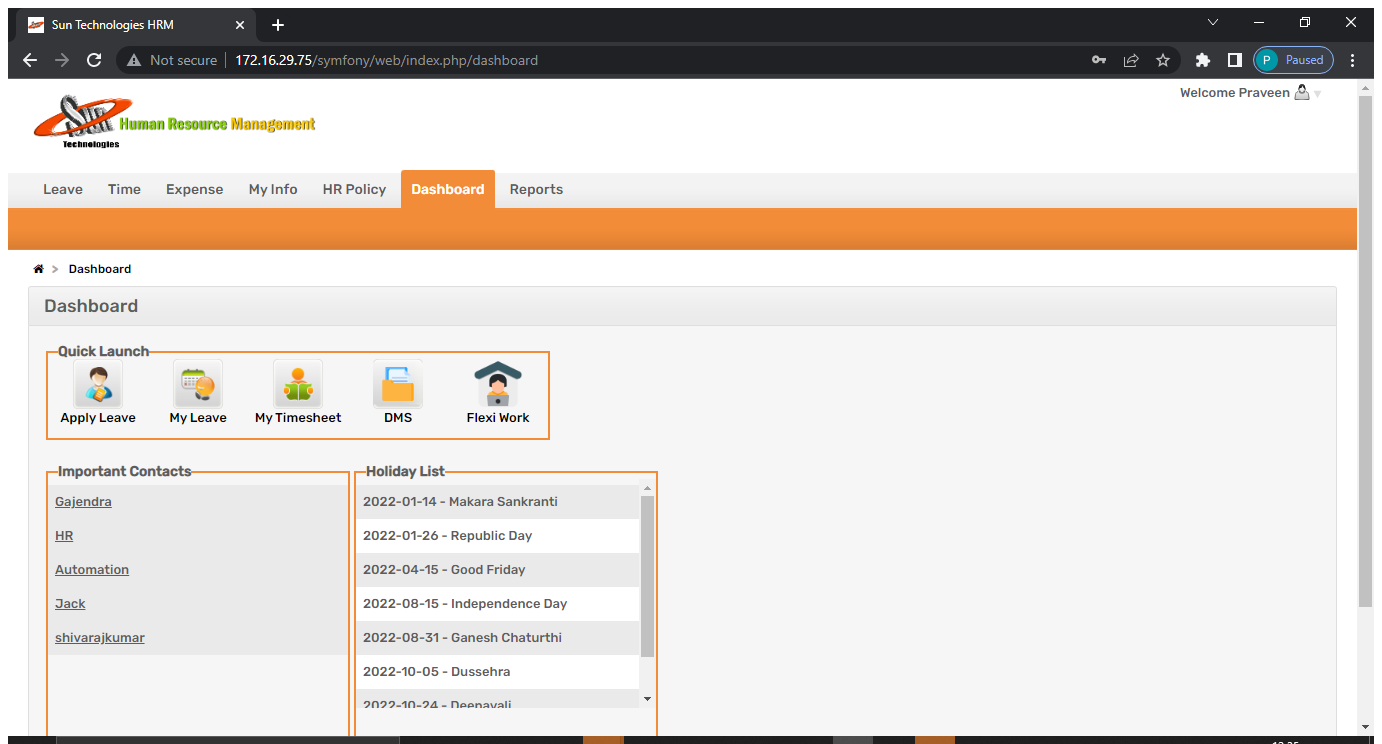 Sun Technologies HRM
Not secure 172.16.29.75/symfony/web/index.php/dashboard
P Paused
Welcome Praveen
Sun Human Resource Management
Technologies
Leave Time Expense My Info HR Policy Dashboard Reports
> Dashboard
Dashboard
Quick Launch
Apply Leave My Leave My Timesheet DMS Flexi Work
Important Contacts
Gajendra
HR
Automation
Jack
shivarajkumar
Holiday List
2022-01-14 - Makara Sankranti
2022-01-26 - Republic Day
2022-04-15 - Good Friday
2022-08-15 - Independence Day
2022-08-31 - Ganesh Chaturthi
2022-10-05 - Dussehra
2022-10-24 - Deepavali